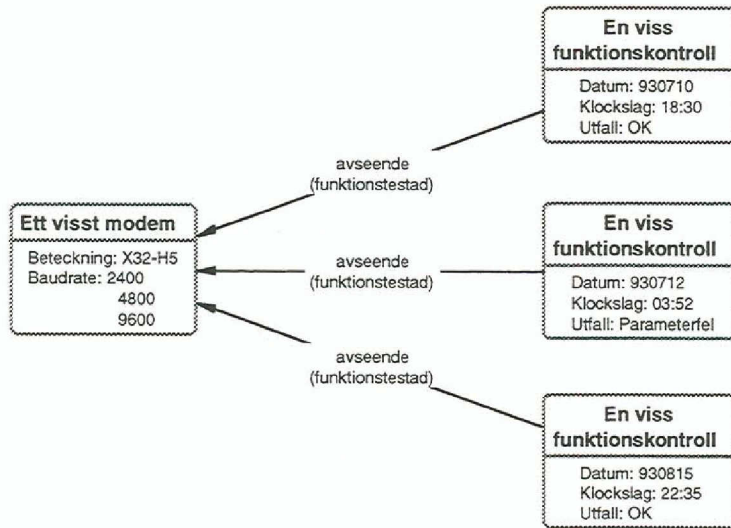 En viss
funktionskontroll
Datum: 930710
Klockslag: 18:30
Utfall: OK
avseende
(funktionstestad)
Ett visst modem
Beteckning: X32-H5
Baudrate: 2400
4800
9600
avseende
(funktionstestad)
En viss
funktionskontroll
Datum: 930712
Klockslag: 03:52
Utfall: Parameterfel
avseende
(funktionstestad)
En viss
funktionskontroll
Datum: 930815
Klockslag: 22:35
Utfall: OK